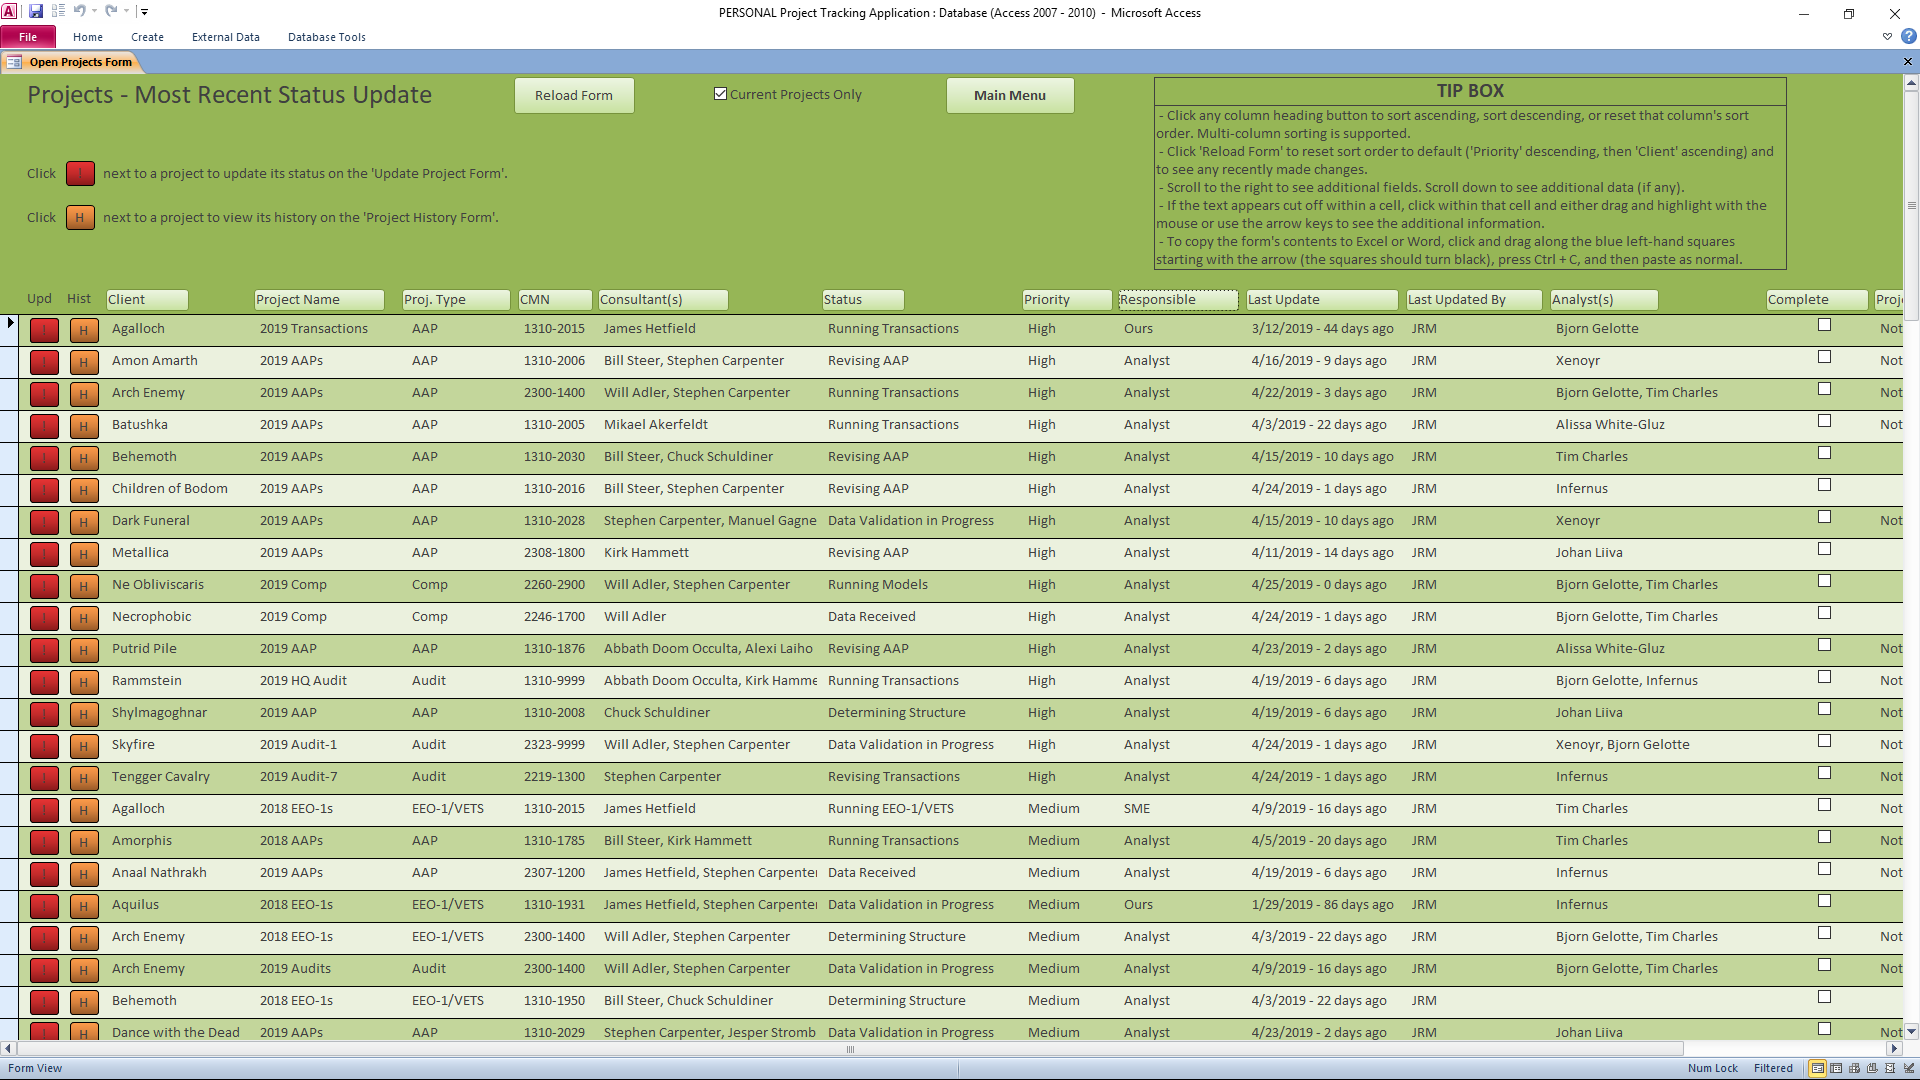 PERSONAL Project Tracking Application : Database (Access 2007 - 2010) - Microsoft Access
File Home Create External Data Database Tools
Open Projects Form
Projects - Most Recent Status Update
Reload Form
Current Projects Only
Main Menu
TIP BOX
- Click any column heading button to sort ascending, sort descending, or reset that column's sort
order. Multi-column sorting is supported.
- Click 'Reload Form' to reset sort order to default ('Priority' descending, then 'Client' ascending) and
to see any recently made changes.
- Scroll to the right to see additional fields. Scroll down to see additional data (if any).
- If the text appears cut off within a cell, click within that cell and either drag and highlight with the
mouse or use the arrow keys to see the additional information.
- To copy the form's contents to Excel or Word, click and drag along the blue left-hand squares
starting with the arrow (the squares should turn black), press Ctrl + C, and then paste as normal.
Click ! next to a project to update its status on the 'Update Project Form'.
Click H next to a project to view its history on the 'Project History Form'.
Upd Hist Client Project Name Proj. Type CMN Consultant(s) Status Priority Responsible Last Update Last Updated By Analyst(s) Complete Proj
! H Agalloch 2019 Transactions AAP 1310-2015 James Hetfield Running Transactions High Ours 3/12/2019 - 44 days ago JRM Bjorn Gelotte Not
! H Amon Amarth 2019 AAPs AAP 1310-2006 Bill Steer, Stephen Carpenter Revising AAP High Analyst 4/16/2019 - 9 days ago JRM Xenoyr Not
! H Arch Enemy 2019 AAPs AAP 2300-1400 Will Adler, Stephen Carpenter Running Transactions High Analyst 4/22/2019 - 3 days ago JRM Bjorn Gelotte, Tim Charles Not
! H Batushka 2019 AAPs AAP 1310-2005 Mikael Akerfeldt Running Transactions High Analyst 4/3/2019 - 22 days ago JRM Alissa White-Gluz Not
! H Behemoth 2019 AAPs AAP 1310-2030 Bill Steer, Chuck Schuldiner Revising AAP High Analyst 4/15/2019 - 10 days ago JRM Tim Charles
! H Children of Bodom 2019 AAPs AAP 1310-2016 Bill Steer, Stephen Carpenter Revising AAP High Analyst 4/24/2019 - 1 days ago JRM Infernus
! H Dark Funeral 2019 AAPs AAP 1310-2028 Stephen Carpenter, Manuel Gagne Data Validation in Progress High Analyst 4/15/2019 - 10 days ago JRM Xenoyr Not
! H Metallica 2019 AAPs AAP 2308-1800 Kirk Hammett Revising AAP High Analyst 4/11/2019 - 14 days ago JRM Johan Liiva
! H Ne Obliviscaris 2019 Comp Comp 2260-2900 Will Adler, Stephen Carpenter Running Models High Analyst 4/25/2019 - 0 days ago JRM Bjorn Gelotte, Tim Charles
! H Necrophobic 2019 Comp Comp 2246-1700 Will Adler Data Received High Analyst 4/24/2019 - 1 days ago JRM Bjorn Gelotte, Tim Charles
! H Putrid Pile 2019 AAP AAP 1310-1876 Abbath Doom Occulta, Alexi Laiho Revising AAP High Analyst 4/23/2019 - 2 days ago JRM Alissa White-Gluz Not
! H Rammstein 2019 HQ Audit Audit 1310-9999 Abbath Doom Occulta, Kirk Hamme Running Transactions High Analyst 4/19/2019 - 6 days ago JRM Bjorn Gelotte, Infernus Not
! H Shylmagoghnar 2019 AAP AAP 1310-2008 Chuck Schuldiner Determining Structure High Analyst 4/19/2019 - 6 days ago JRM Johan Liiva Not
! H Skyfire 2019 Audit-1 Audit 2323-9999 Will Adler, Stephen Carpenter Data Validation in Progress High Analyst 4/24/2019 - 1 days ago JRM Xenoyr, Bjorn Gelotte Not
! H Tengger Cavalry 2019 Audit-7 Audit 2219-1300 Stephen Carpenter Revising Transactions High Analyst 4/24/2019 - 1 days ago JRM Infernus Not
! H Agalloch 2018 EEO-1s EEO-1/VETS 1310-2015 James Hetfield Running EEO-1/VETS Medium SME 4/9/2019 - 16 days ago JRM Tim Charles Not
! H Amorphis 2018 AAPs AAP 1310-1785 Bill Steer, Kirk Hammett Running Transactions Medium Analyst 4/5/2019 - 20 days ago JRM Tim Charles Not
! H Anaal Nathrakh 2019 AAPs AAP 2307-1200 James Hetfield, Stephen Carpenter Data Received Medium Analyst 4/19/2019 - 6 days ago JRM Infernus Not
! H Aquilus 2018 EEO-1s EEO-1/VETS 1310-1931 James Hetfield, Stephen Carpenter Data Validation in Progress Medium Ours 1/29/2019 - 86 days ago JRM Infernus Not
! H Arch Enemy 2018 EEO-1s EEO-1/VETS 2300-1400 Will Adler, Stephen Carpenter Determining Structure Medium Analyst 4/3/2019 - 22 days ago JRM Bjorn Gelotte, Tim Charles Not
! H Arch Enemy 2019 Audits Audit 2300-1400 Will Adler, Stephen Carpenter Data Validation in Progress Medium Analyst 4/9/2019 - 16 days ago JRM Bjorn Gelotte, Tim Charles Not
! H Behemoth 2018 EEO-1s EEO-1/VETS 1310-1950 Bill Steer, Chuck Schuldiner Determining Structure Medium Analyst 4/3/2019 - 22 days ago JRM
! H Dance with the Dead 2019 AAPs AAP 1310-2029 Stephen Carpenter, Jesper Stromb Data Validation in Progress Medium Analyst 4/23/2019 - 2 days ago JRM Johan Liiva Not
Form View Num Lock Filtered